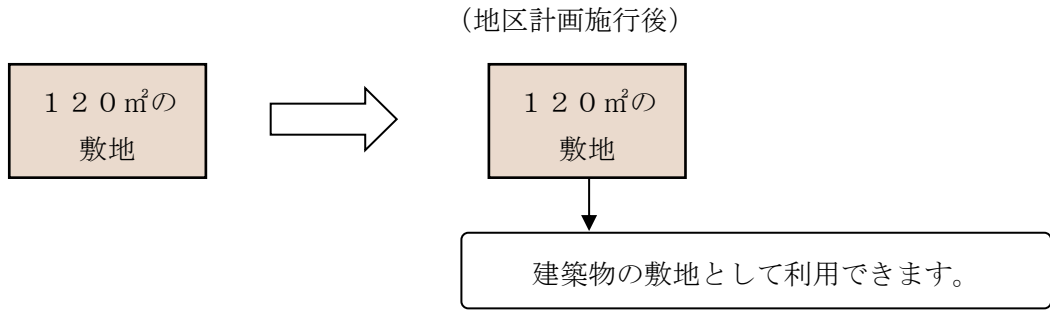 （地区計画施行後）
１２０㎡の
敷地
１２０㎡の
敷地
建築物の敷地として利用できます。